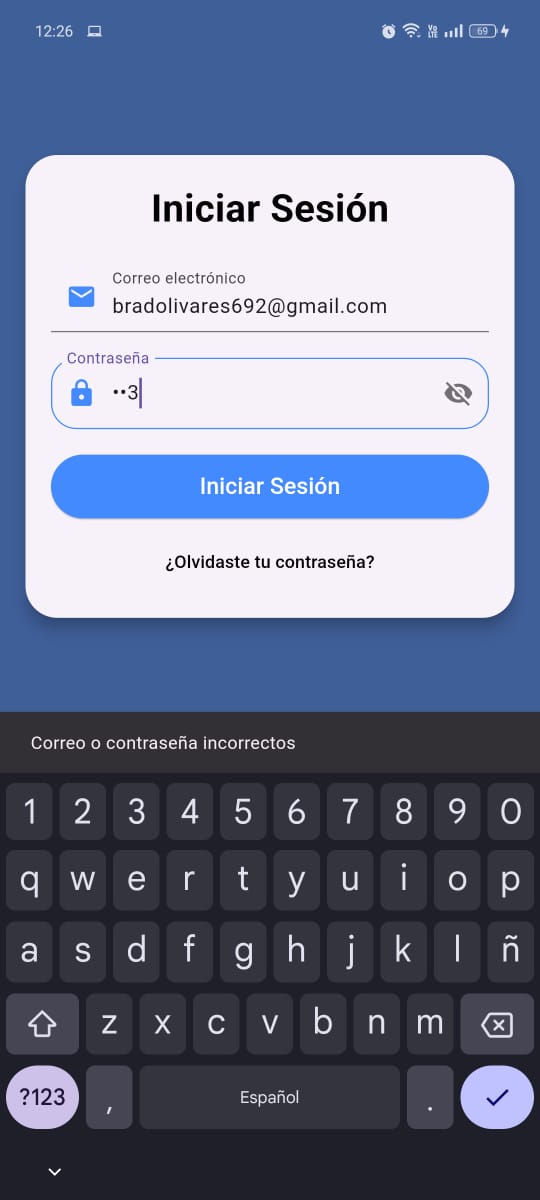 12:26
Vo LTE
69
Iniciar Sesión
Correo electrónico
bradolivares692@gmail.com
Contraseña
••3
Iniciar Sesión
¿Olvidaste tu contraseña?
Correo o contraseña incorrectos
1 2 3 4 5 6 7 8 9 0
q w e r t y u i o p
a s d f g h j k l ñ
z x c v b n m
?123 , Español .